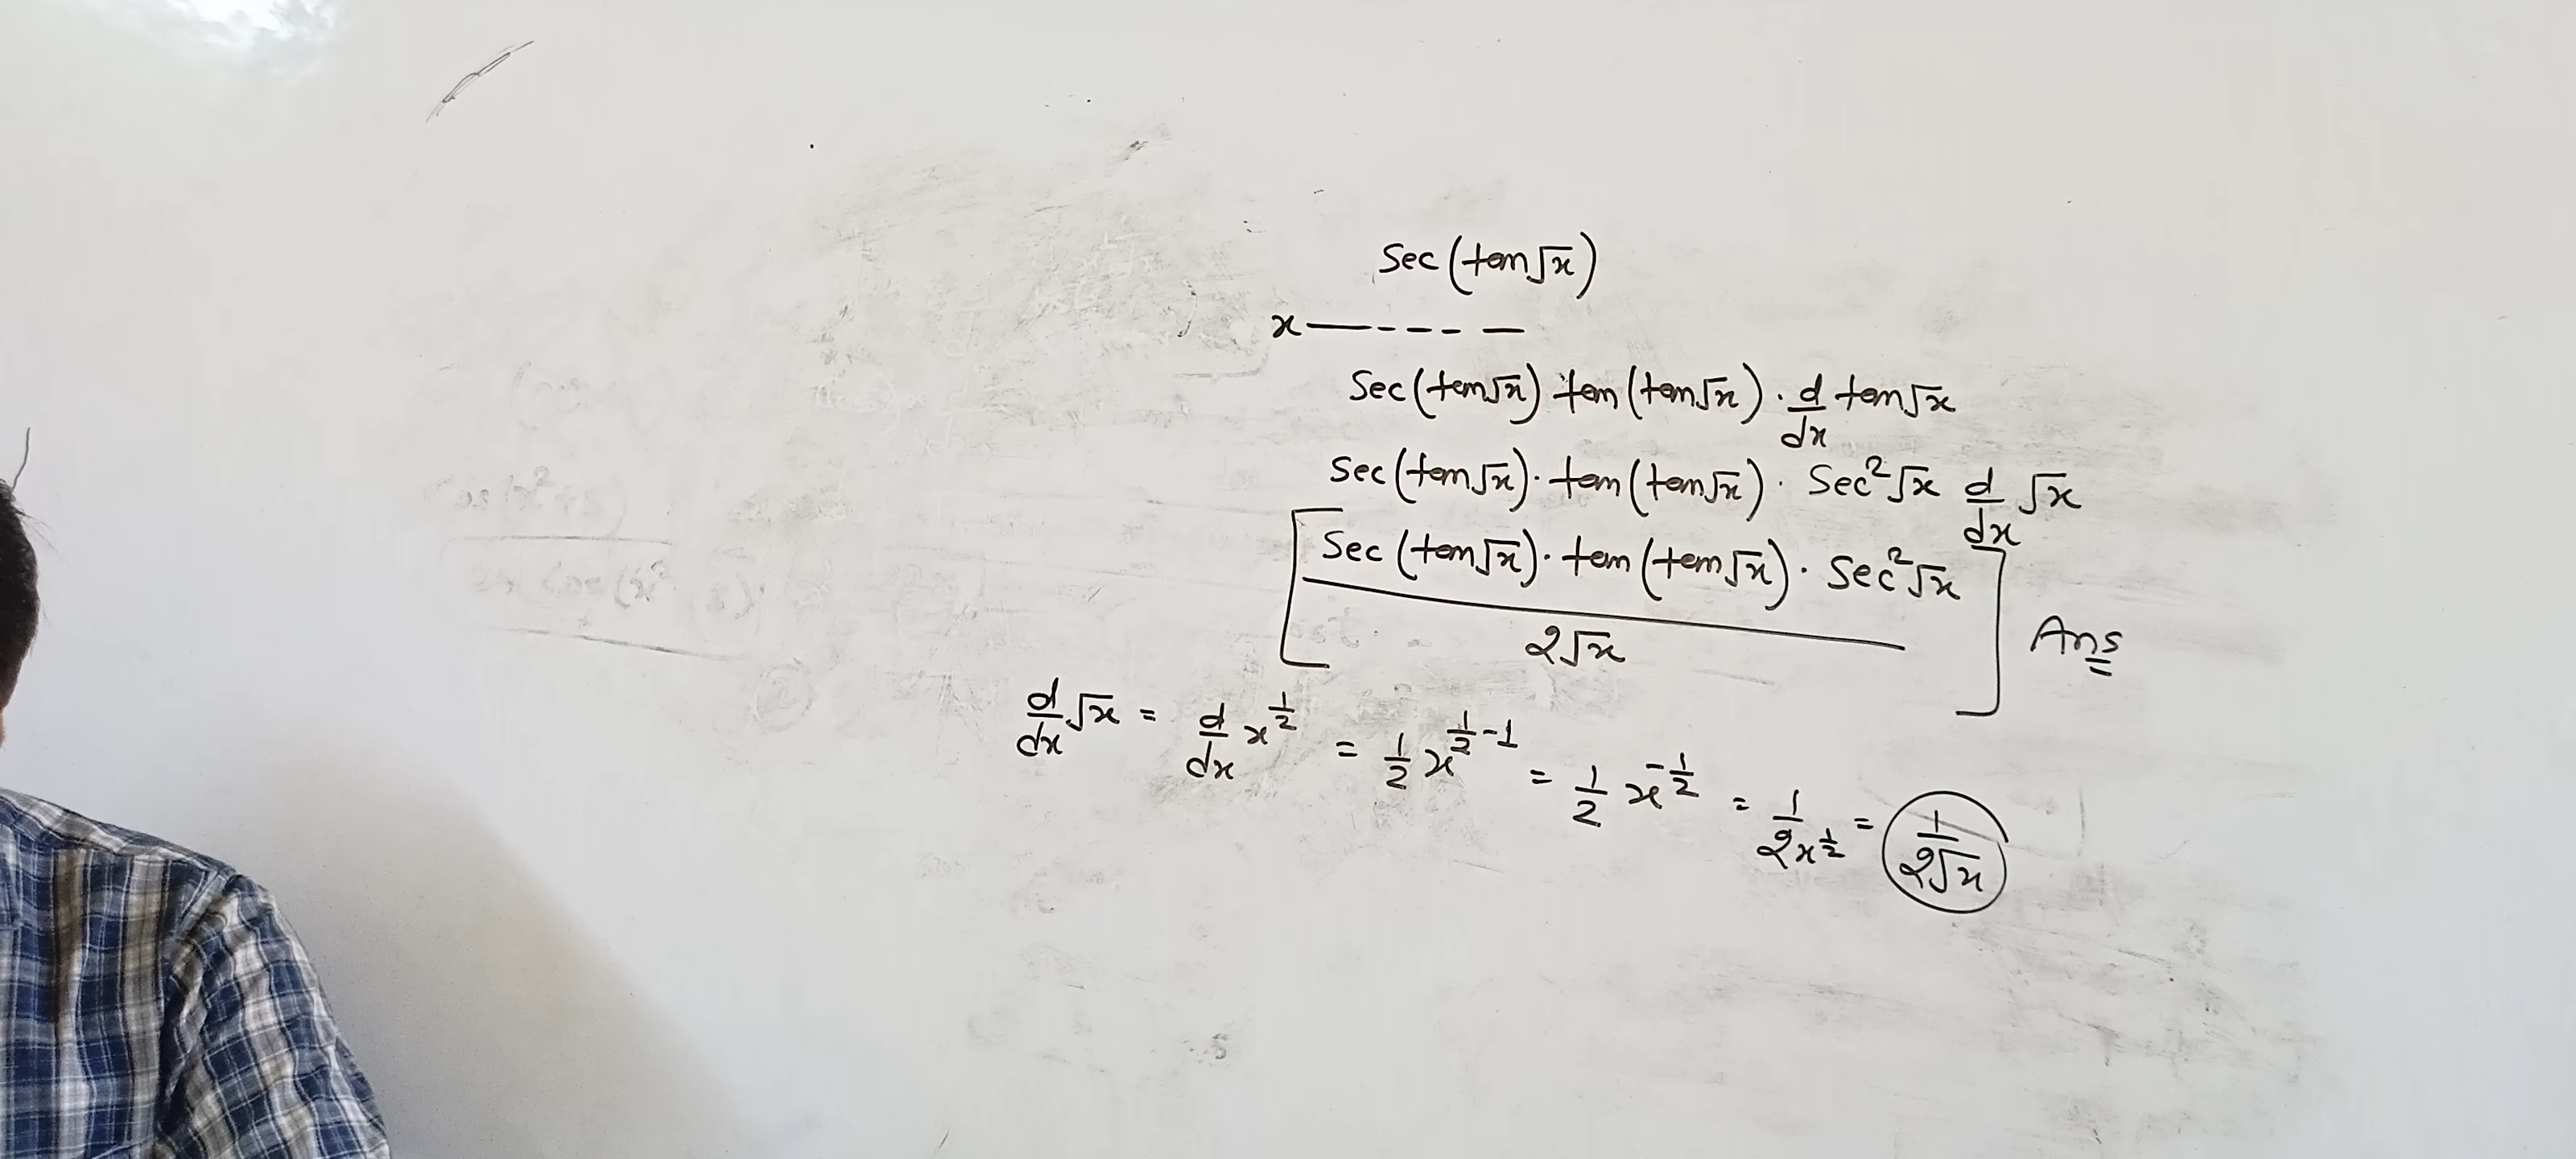 Sec (tan√x)
x — - - - —
Sec (tan√x) tan (tan√x) · d/dx tan√x
Sec (tan√x) · tan (tan√x) · Sec²√x d/dx √x
[Sec (tan√x) · tan (tan√x) · Sec²√x / 2√x] Ans
d/dx √x = d/dx x^(1/2) = 1/2 x^(1/2 - 1) = 1/2 x^(-1/2) = 1/(2x^(1/2)) = 1/(2√x)